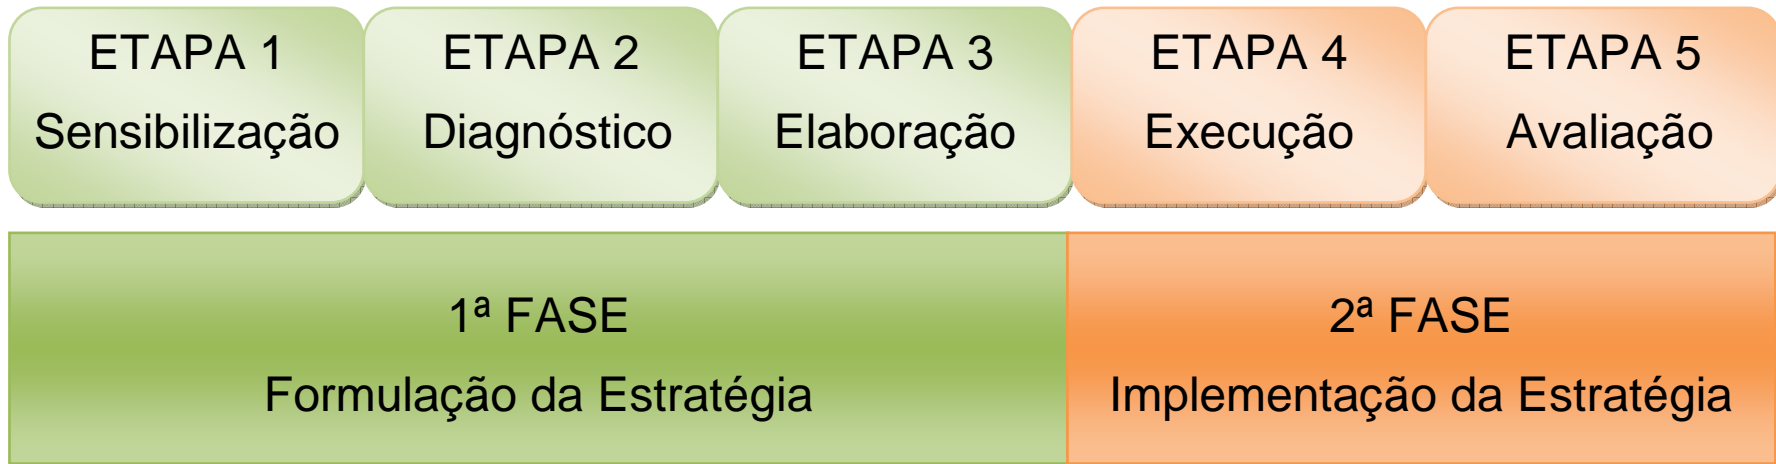 ETAPA 1
Sensibilização
ETAPA 2
Diagnóstico
ETAPA 3
Elaboração
ETAPA 4
Execução
ETAPA 5
Avaliação
1ª FASE
Formulação da Estratégia
2ª FASE
Implementação da Estratégia